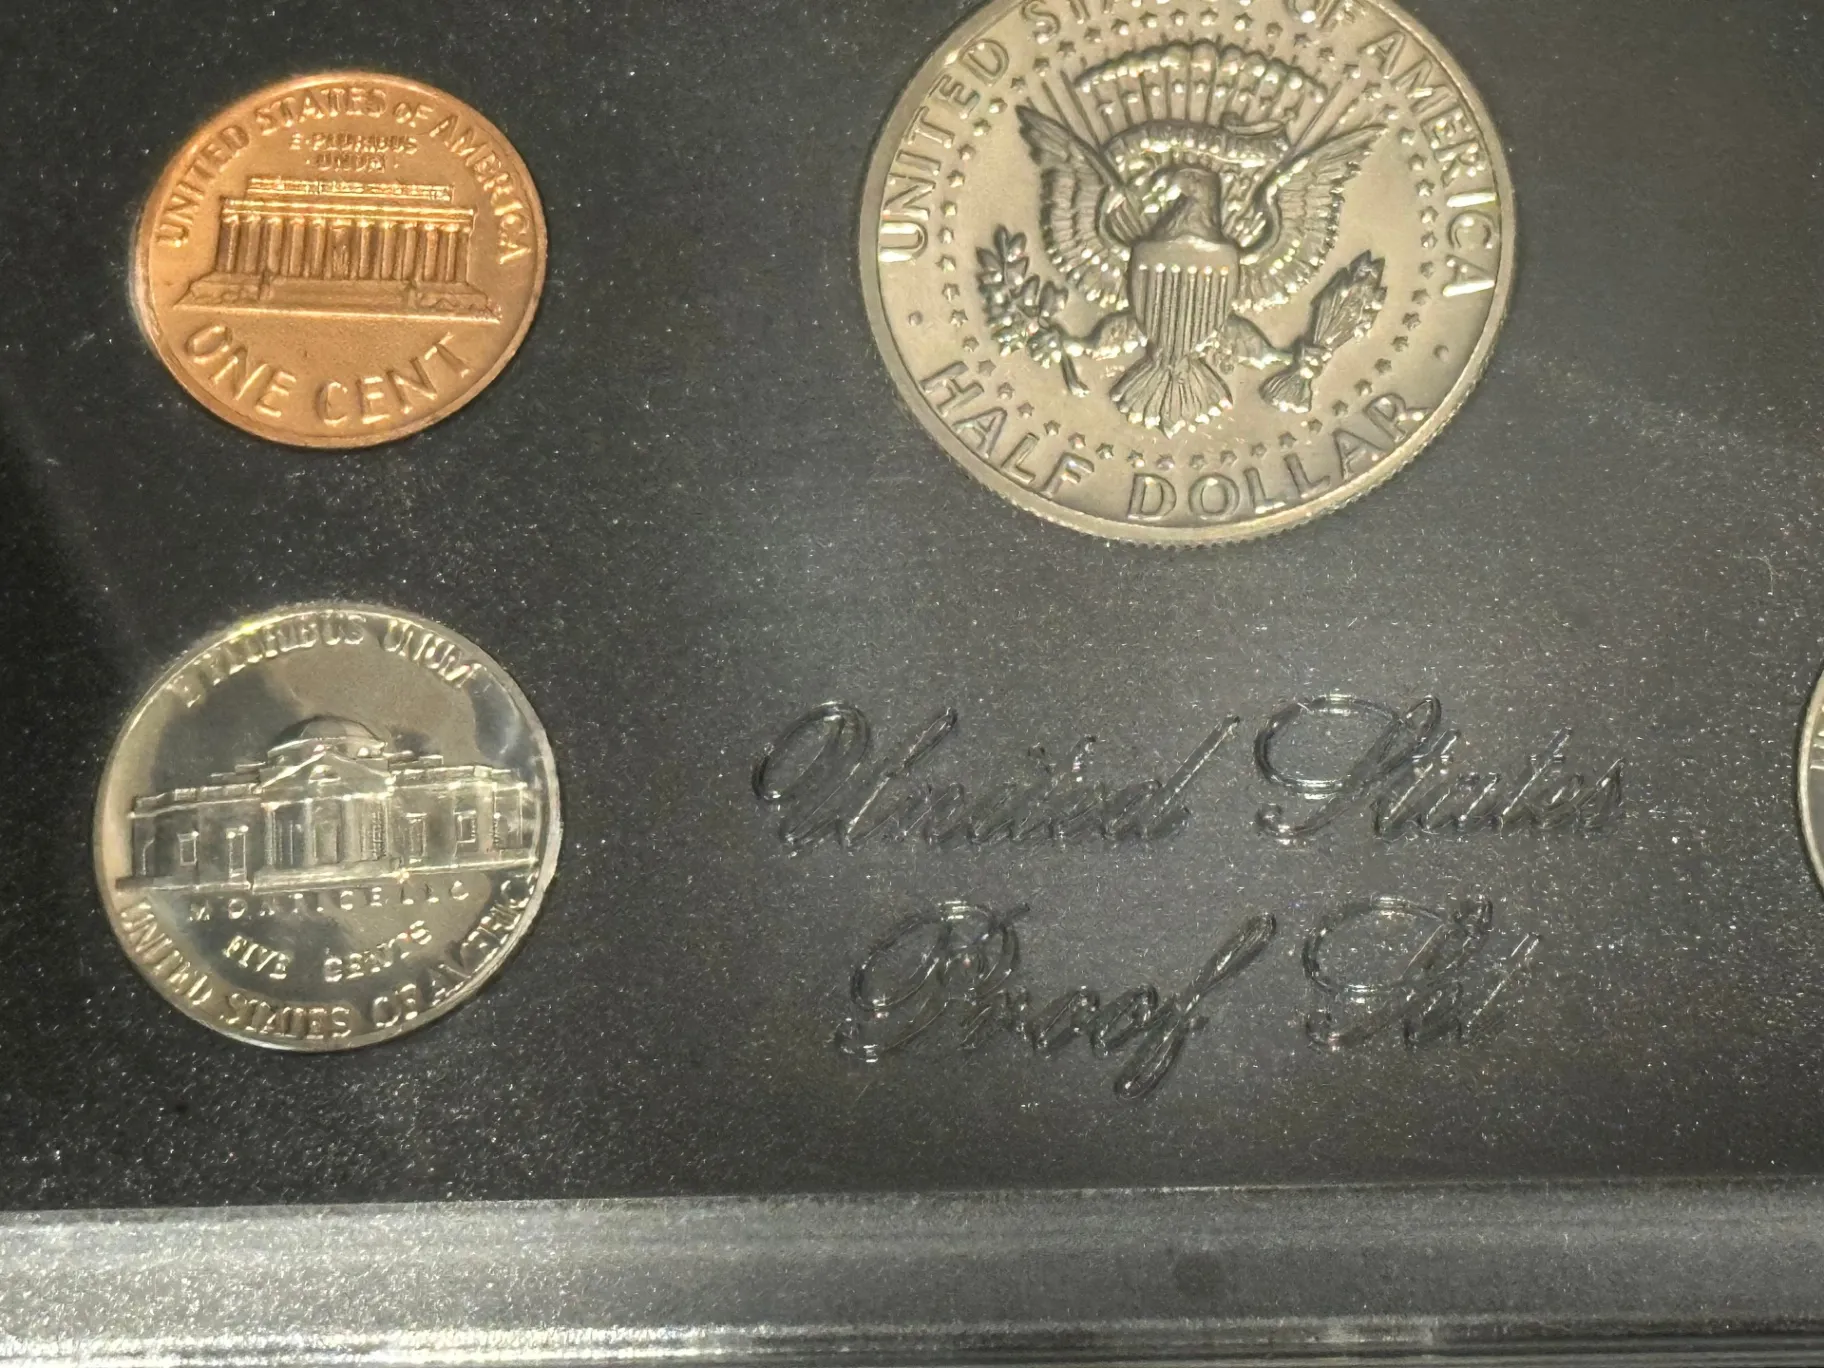 UNITED STATES OF AMERICA
E·PLURIBUS
·UNUM·
ONE CENT
UNITED STATES OF AMERICA
HALF DOLLAR
E PLURIBUS UNUM
MONTICELLO
FIVE CENTS
UNITED STATES OF AMERICA
United States
Proof Set